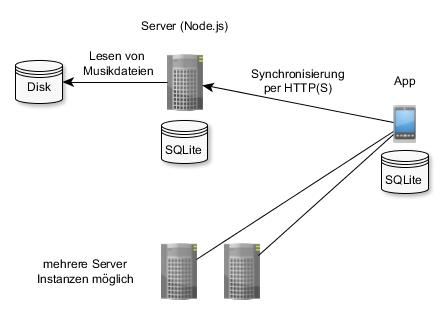 Server (Node.js)
Lesen von
Musikdateien
Synchronisierung
per HTTP(S)
App
Disk
SQLite
SQLite
mehrere Server
Instanzen möglich